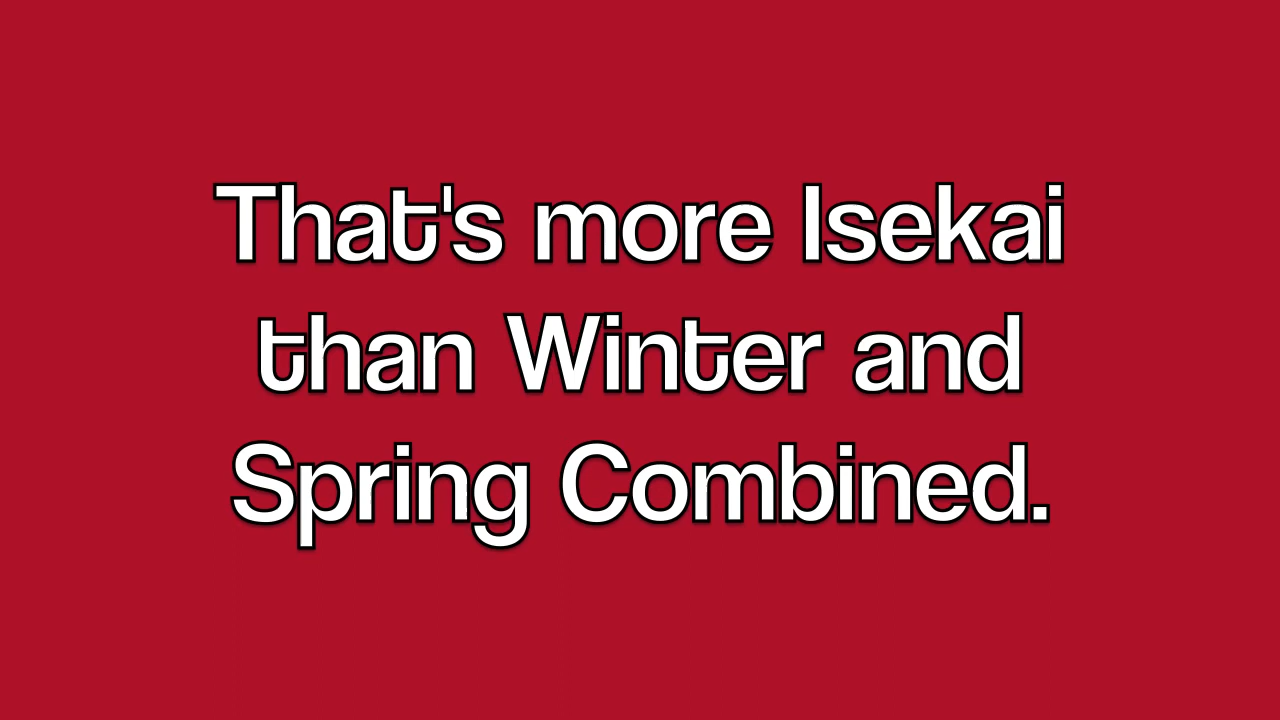 That's more Isekai
than Winter and
Spring Combined.